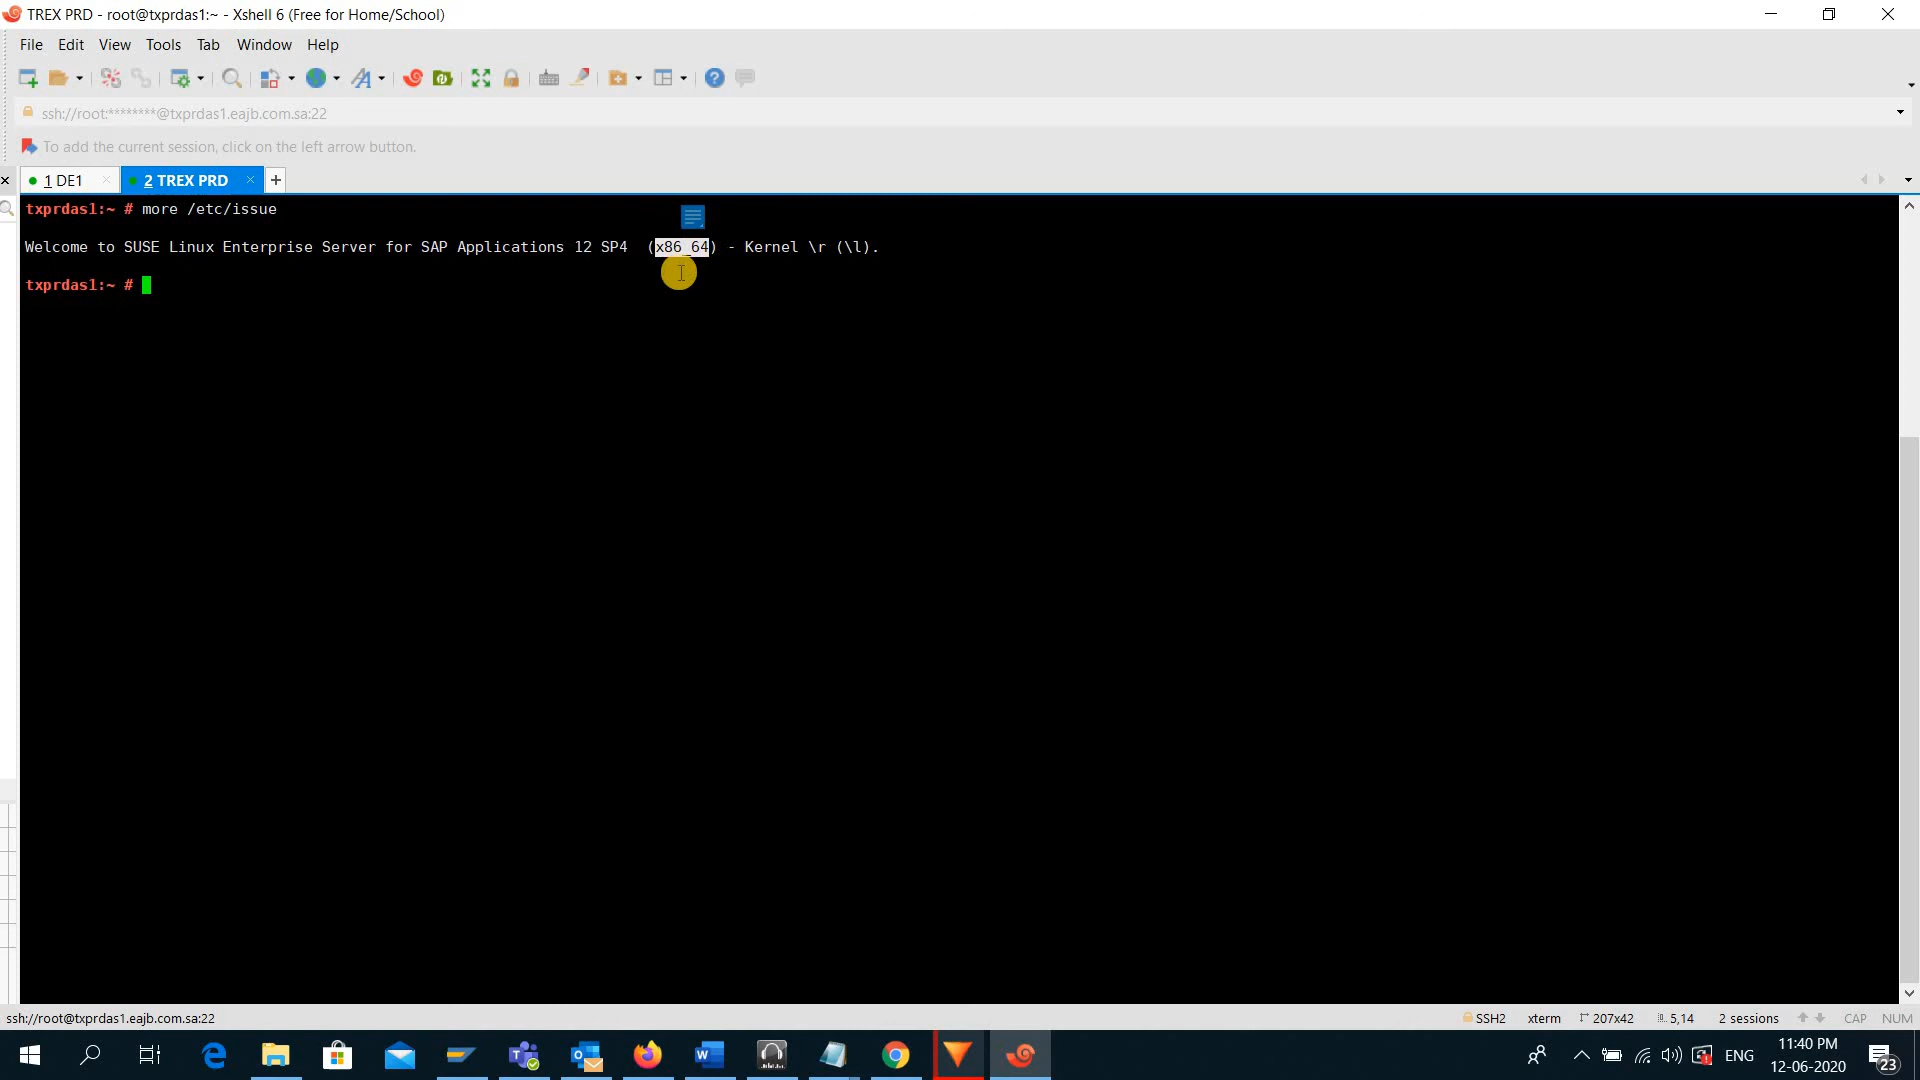 TREX PRD - root@txprdas1:~ - Xshell 6 (Free for Home/School)
File Edit View Tools Tab Window Help
ssh://root:********@txprdas1.eajb.com.sa:22
To add the current session, click on the left arrow button.
1 DE1
2 TREX PRD
txprdas1:~ # more /etc/issue
Welcome to SUSE Linux Enterprise Server for SAP Applications 12 SP4 (x86_64) - Kernel \r (\l).
txprdas1:~ #
ssh://root@txprdas1.eajb.com.sa:22
SSH2 xterm 207x42 5,14 2 sessions CAP NUM
ENG
11:40 PM
12-06-2020
23